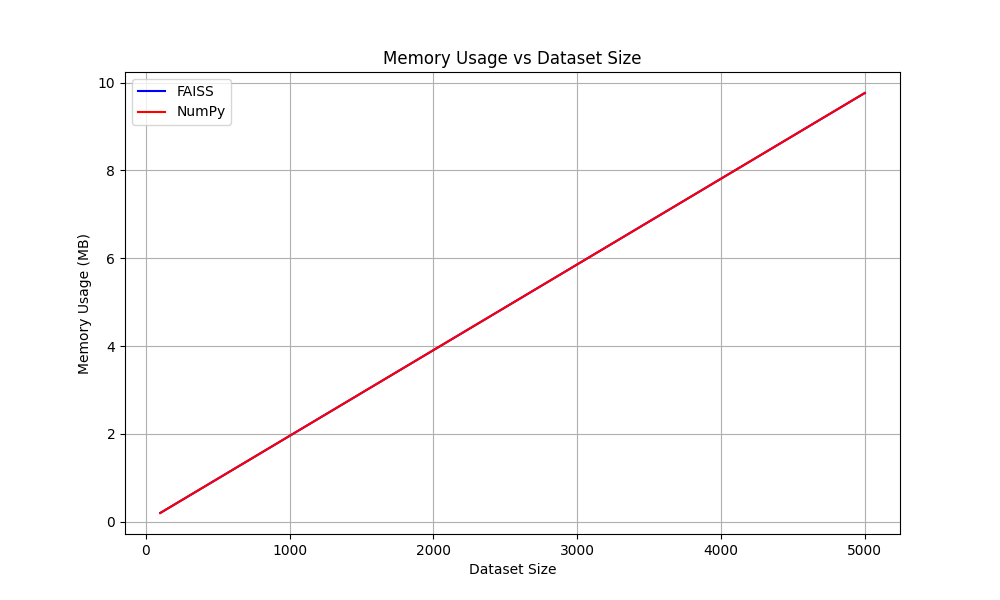 Memory Usage vs Dataset Size
FAISS
NumPy
10
8
6
4
2
0
Memory Usage (MB)
0 1000 2000 3000 4000 5000
Dataset Size